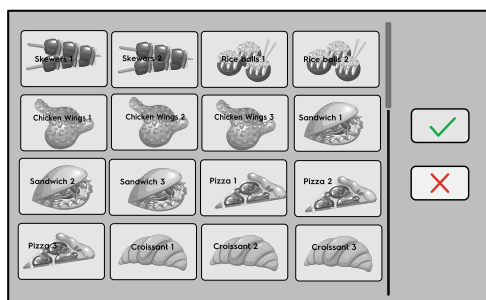 Skewers 1
Skewers 2
Rice balls 1
Rice balls 2
Chicken Wings 1
Chicken Wings 2
Chicken Wings 3
Sandwich 1
Sandwich 2
Sandwich 3
Pizza 1
Pizza 2
Pizza 3
Croissant 1
Croissant 2
Croissant 3